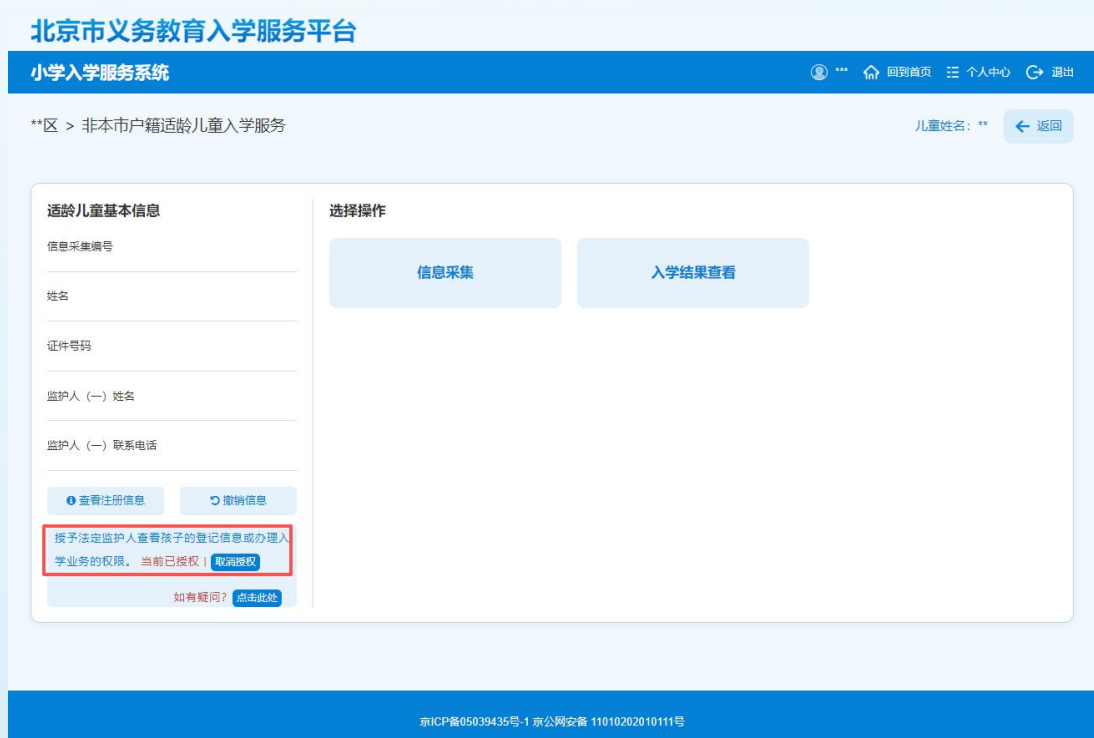 北京市义务教育入学服务平台
小学入学服务系统
*** 回到首页 个人中心 退出
**区 > 非本市户籍适龄儿童入学服务
儿童姓名：** 返回
适龄儿童基本信息
信息采集编号
姓名
证件号码
监护人（一）姓名
监护人（一）联系电话
查看注册信息 撤销信息
授予法定监护人查看孩子的登记信息或办理入
学业务的权限。 当前已授权 | 取消授权
如有疑问？ 点击此处
选择操作
信息采集 入学结果查看
京ICP备05039435号-1 京公网安备 11010202010111号